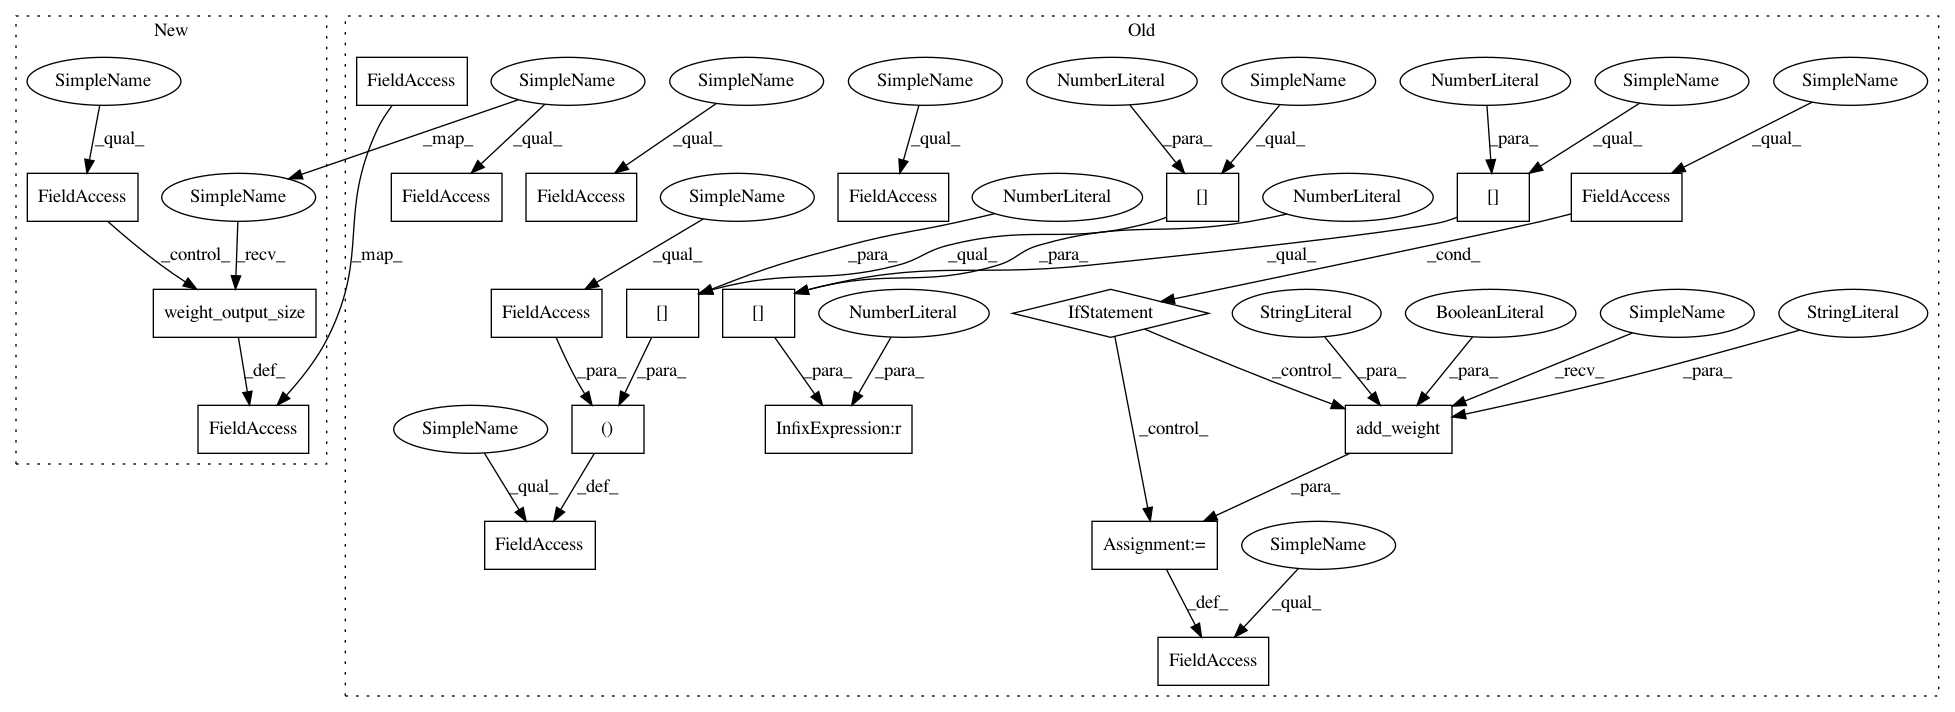 New
Old
SimpleName
FieldAccess
SimpleName
SimpleName
SimpleName
NumberLiteral
SimpleName
NumberLiteral
SimpleName
SimpleName
_qual_
_map_
_qual_
_qual_
_qual_
_para_
_qual_
_para_
_qual_
_qual_
FieldAccess
SimpleName
FieldAccess
FieldAccess
SimpleName
FieldAccess
NumberLiteral
[]
NumberLiteral
[]
FieldAccess
_control_
_recv_
_map_
_qual_
_para_
_qual_
_para_
_qual_
_cond_
weight_output_size
FieldAccess
[]
[]
NumberLiteral
IfStatement
StringLiteral
BooleanLiteral
SimpleName
StringLiteral
_def_
_para_
_para_
_para_
_para_
_control_
_para_
_para_
_recv_
_para_
FieldAccess
SimpleName
()
InfixExpression:r
_control_
add_weight
_qual_
_def_
_para_
FieldAccess
Assignment:=
SimpleName
_def_
_qual_
FieldAccess